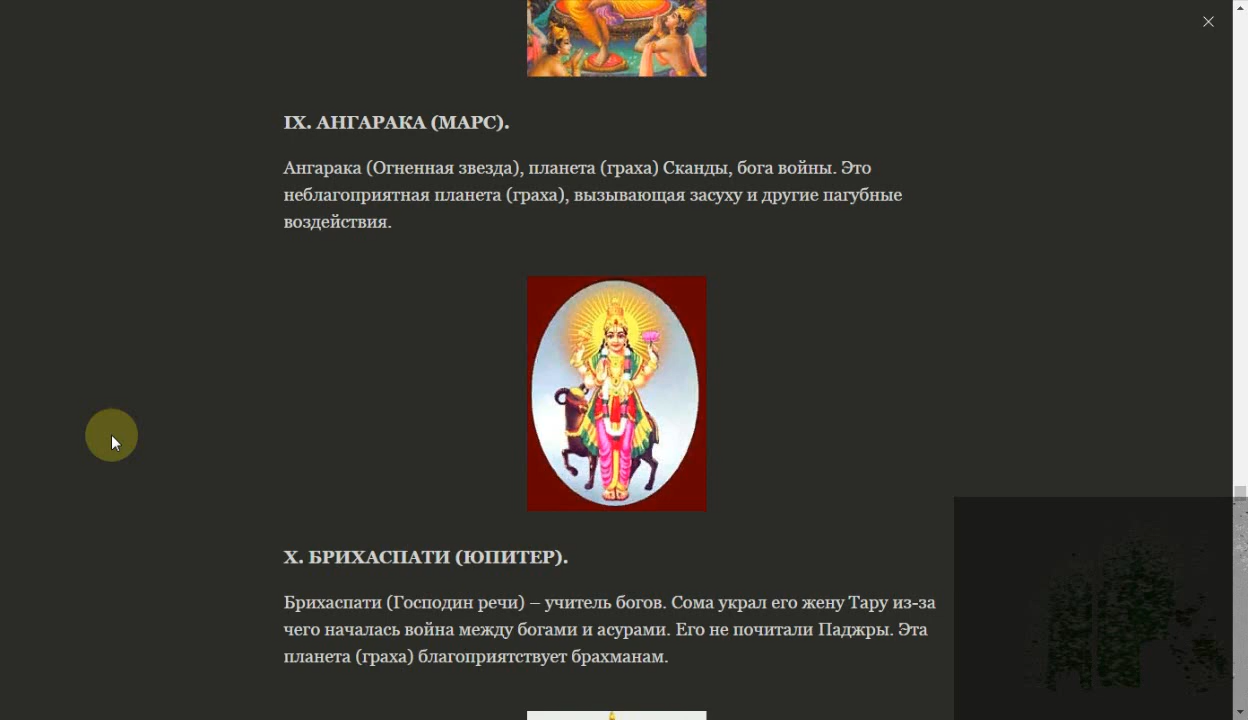 IX. АНГАРАКА (МАРС).
Ангарака (Огненная звезда), планета (граха) Сканды, бога войны. Это
неблагоприятная планета (граха), вызывающая засуху и другие пагубные
воздействия.
X. БРИХАСПАТИ (ЮПИТЕР).
Брихаспати (Господин речи) – учитель богов. Сома украл его жену Тару из-за
чего началась война между богами и асурами. Его не почитали Паджры. Эта
планета (граха) благоприятствует брахманам.